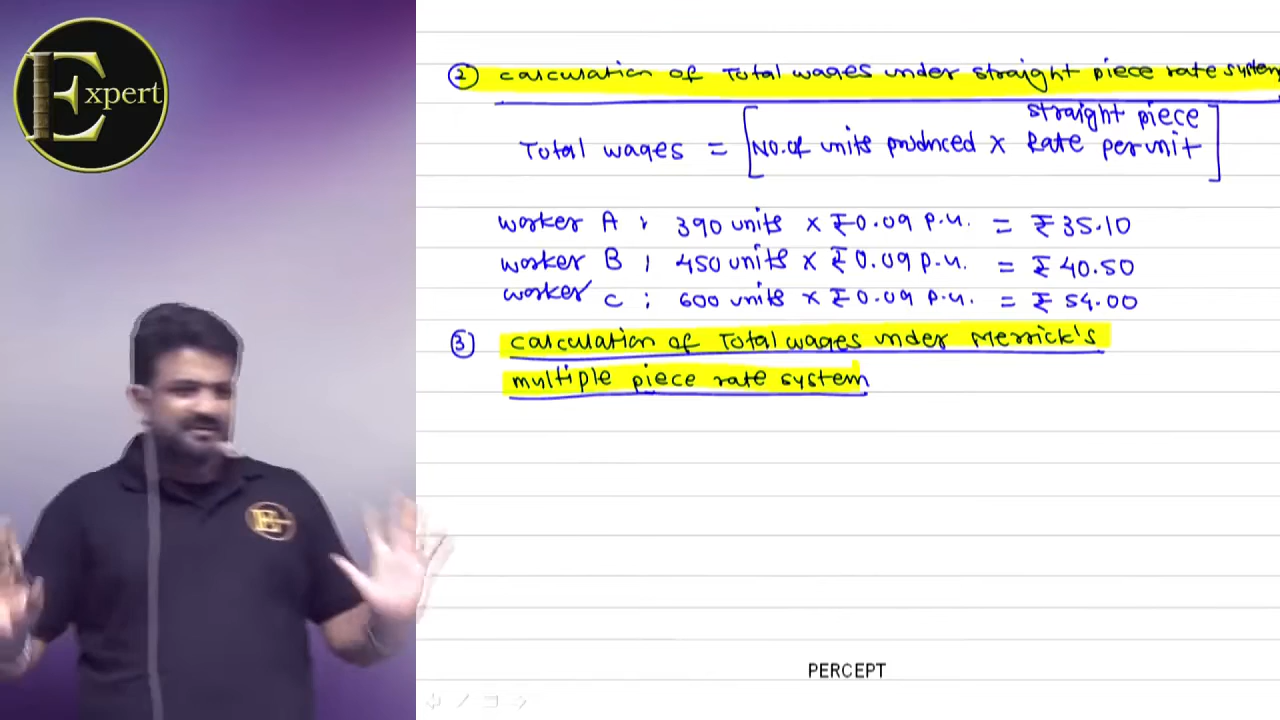 Expert
② calculation of Total wages under straight piece rate system
Total wages = [No. of units produced × straight piece Rate per unit]
worker A : 390 units × ₹0.09 p.u. = ₹35.10
worker B : 450 units × ₹0.09 p.u. = ₹40.50
worker C : 600 units × ₹0.09 p.u. = ₹54.00
③ calculation of Total wages under Merrick's
multiple piece rate system
PERCEPT